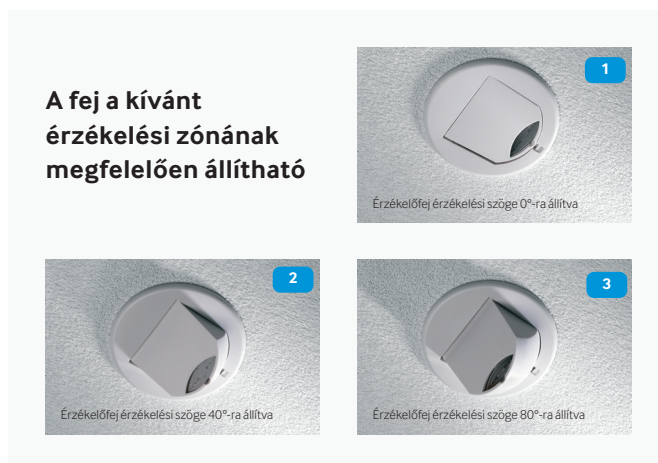 A fej a kívánt
érzékelési zónának
megfelelően állítható
1
Érzékelőfej érzékelési szöge 0°-ra állítva
2
Érzékelőfej érzékelési szöge 40°-ra állítva
3
Érzékelőfej érzékelési szöge 80°-ra állítva